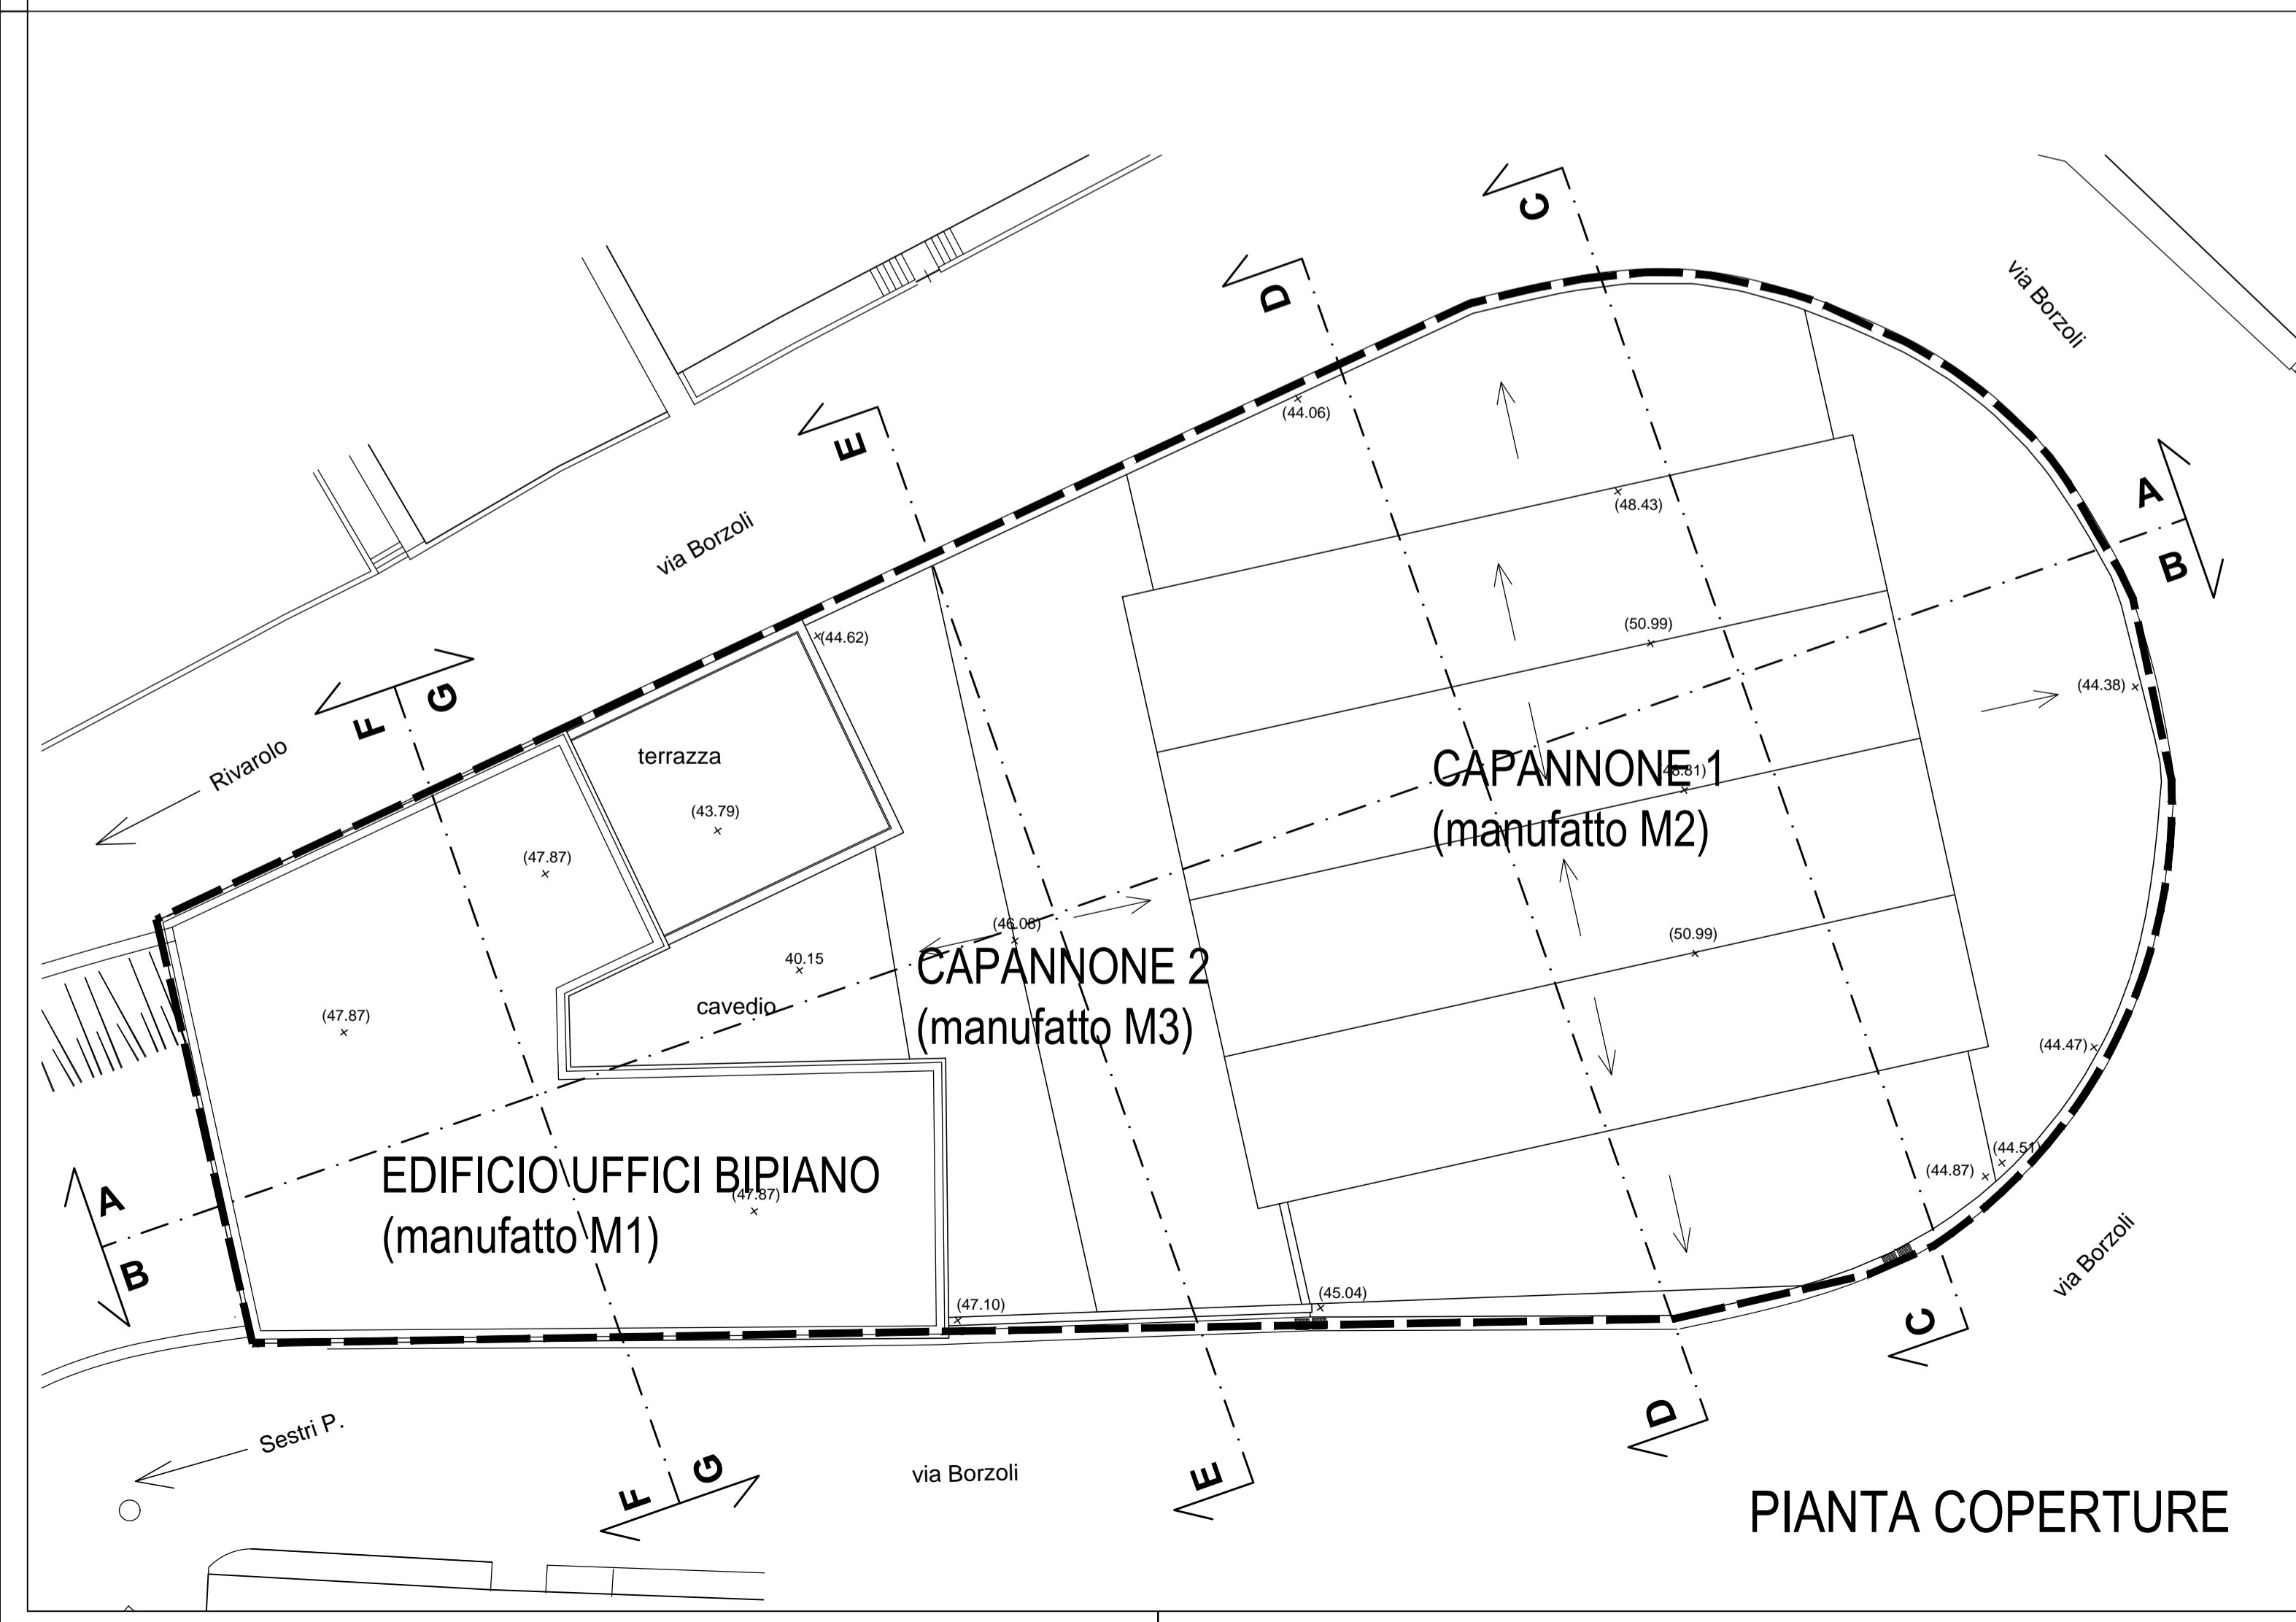 C
D
via Borzoli
(44.06)
E
A
(48.43)
via Borzoli
B
(50.99)
(44.62)
F
G
(44.38)
terrazza
Rivarolo
CAPANNONE 1
(48.81)
(manufatto M2)
(43.79)
(47.87)
(46.08)
(50.99)
40.15
CAPANNONE 2
(manufatto M3)
cavedio
(47.87)
(44.47)
(44.51)
(44.87)
EDIFICIO UFFICI BIPIANO
(47.87)
(manufatto M1)
A
B
via Borzoli
(47.10)
(45.04)
C
D
Sestri P.
via Borzoli
E
F
G
PIANTA COPERTURE